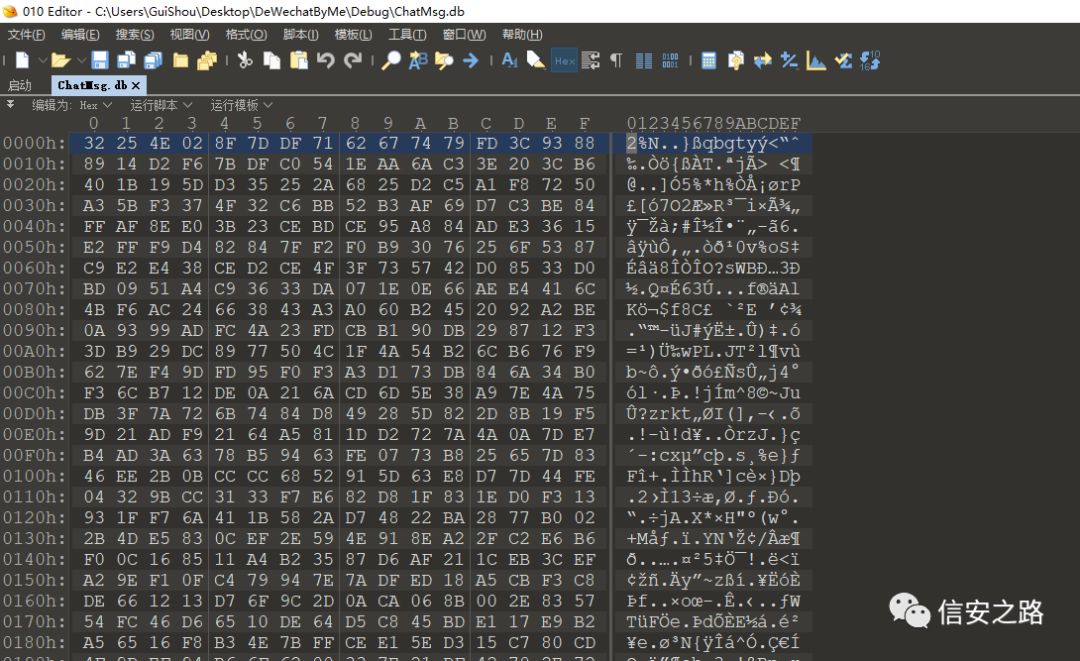 010 Editor - C:\Users\GuiShou\Desktop\DeWechatByMe\Debug\ChatMsg.db
文件(F) 编辑(E) 搜索(S) 视图(V) 格式(O) 脚本(I) 模板(L) 工具(T) 窗口(W) 帮助(H)
启动 ChatMsg.db ×
编辑为: Hex 运行脚本 运行模板
0 1 2 3 4 5 6 7 8 9 A B C D E F 0123456789ABCDEF
0000h: 32 25 4E 02 8F 7D DF 71 62 67 74 79 FD 3C 93 88 2%N..}ßqbgtyý<“ˆ
0010h: 89 14 D2 F6 7B DF C0 54 1E AA 6A C3 3E 20 3C B6 ‰.Òö{ßÀT.ªjÃ> <¶
0020h: 40 1B 19 5D D3 35 25 2A 68 25 D2 C5 A1 F8 72 50 @..]Ó5%*h%ÒÅ¡ørP
0030h: A3 5B F3 37 4F 32 C6 BB 52 B3 AF 69 D7 C3 BE 84 £[ó7O2Æ»R³¯i×Ã¾„
0040h: FF AF 8E E0 3B 23 CE BD CE 95 A8 84 AD E3 36 15 ÿ¯Žà;#Î½Î•¨„-ã6.
0050h: E2 FF F9 D4 82 84 7F F2 F0 B9 30 76 25 6F 53 87 âÿùÔ‚„.òð¹0v%oS‡
0060h: C9 E2 E4 38 CE D2 CE 4F 3F 73 57 42 D0 85 33 D0 Éâä8ÎÒÎO?sWBÐ…3Ð
0070h: BD 09 51 A4 C9 36 33 DA 07 1E 0E 66 AE E4 41 6C ½.Q¤É63Ú...f®äAl
0080h: 4B F6 AC 24 66 38 43 A3 A0 60 B2 45 20 92 A2 BE Kö¬$f8C£ `²E ’¢¾
0090h: 0A 93 99 AD FC 4A 23 FD CB B1 90 DB 29 87 12 F3 .“™-üJ#ýË±.Û)‡.ó
00A0h: 3D B9 29 DC 89 77 50 4C 1F 4A 54 B2 6C B6 76 F9 =¹)Ü‰wPL.JT²l¶vù
00B0h: 62 7E F4 9D FD 95 F0 F3 A3 D1 73 DB 84 6A 34 B0 b~ô.ý•ðó£ÑsÛ„j4°
00C0h: F3 6C B7 12 DE 0A 21 6A CD 6D 5E 38 A9 7E 4A 75 ól·.Þ.!jÍm^8©~Ju
00D0h: DB 3F 7A 72 6B 74 84 D8 49 28 5D 82 2D 8B 19 F5 Û?zrkt„ØI(]‚-‹.õ
00E0h: 9D 21 AD F9 21 64 A5 81 1D D2 72 7A 4A 0A 7D E7 .!-ù!d¥..ÒrzJ.}ç
00F0h: B4 AD 3A 63 78 B5 94 63 FE 07 73 B8 25 65 7D 83 ´-:cxµ”cþ.s¸%e}ƒ
0100h: 46 EE 2B 0B CC CC 68 52 91 5D 63 E8 D7 7D 44 FE Fî+.ÌÌhR‘]cè×}Dþ
0110h: 04 32 9B CC 31 33 F7 E6 82 D8 1F 83 1E D0 F3 13 .2›Ì13÷æ‚Ø.ƒ.Ðó.
0120h: 93 1F F7 6A 41 1B 58 2A D7 48 22 BA 28 77 B0 02 “.÷jA.X*×H"º(w°.
0130h: 2B 4D E5 83 0C EF 2E 59 4E 91 8E A2 2F C2 E6 B6 +Måƒ.ï.YN‘Ž¢/Âæ¶
0140h: F0 0C 16 85 11 A4 B2 35 87 D6 AF 21 1C EB 3C EF ð..….¤²5‡Ö¯!.ë<ï
0150h: A2 9E F1 0F C4 79 94 7E 7A DF ED 18 A5 CB F3 C8 ¢žñ.Äy”~zßí.¥ËóÈ
0160h: DE 66 12 13 D7 6F 9C 2D 0A CA 06 8B 00 2E 83 57 Þf..×oœ-.Ê.‹..ƒW
0170h: 54 FC 46 D6 65 10 DE 64 D5 C8 45 BD E1 17 E9 B2 TüFÖe.ÞdÕÈE½á.é²
0180h: A5 65 16 F8 B3 4E 7B FF CE E1 5E D3 15 C7 80 CD ¥e.ø³N{ÿÎá^Ó.Ç€Í
信安之路